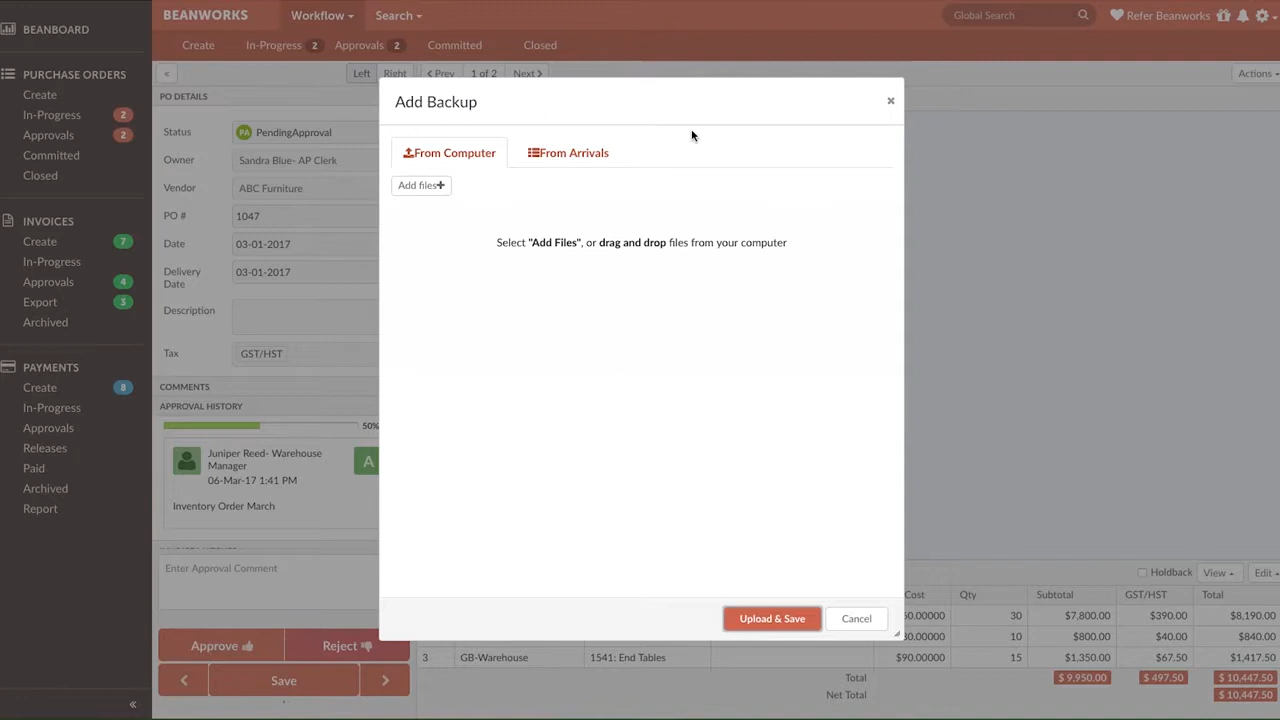 BEANWORKS
Workflow
Search
Global Search
Refer Beanworks
Create
In-Progress 2
Approvals 2
Committed
Closed
BEANBOARD
PURCHASE ORDERS
Create
In-Progress 2
Approvals 2
Committed
Closed
INVOICES
Create 7
In-Progress
Approvals 4
Export 3
Archived
PAYMENTS
Create 8
In-Progress
Approvals
Releases
Paid
Archived
Report
«
«
Left
Right
Prev
1 of 2
Next
Actions
PO DETAILS
Status PA PendingApproval
Owner Sandra Blue- AP Clerk
Vendor ABC Furniture
PO # 1047
Date 03-01-2017
Delivery
Date 03-01-2017
Description
Tax GST/HST
COMMENTS
APPROVAL HISTORY
50%
Juniper Reed- Warehouse
Manager
06-Mar-17 1:41 PM
A
Inventory Order March
Enter Approval Comment
Approve
Reject
Save
Add Backup
×
From Computer
From Arrivals
Add files
Select "Add Files", or drag and drop files from your computer
Upload & Save
Cancel
Holdback
View
Edit
Cost Qty Subtotal GST/HST Total
30 $7,800.00 $390.00 $8,190.00
10 $800.00 $40.00 $840.00
3 GB-Warehouse 1541: End Tables $90.00000 15 $1,350.00 $67.50 $1,417.50
Total $ 9,950.00 $ 497.50 $ 10,447.50
Net Total $ 10,447.50